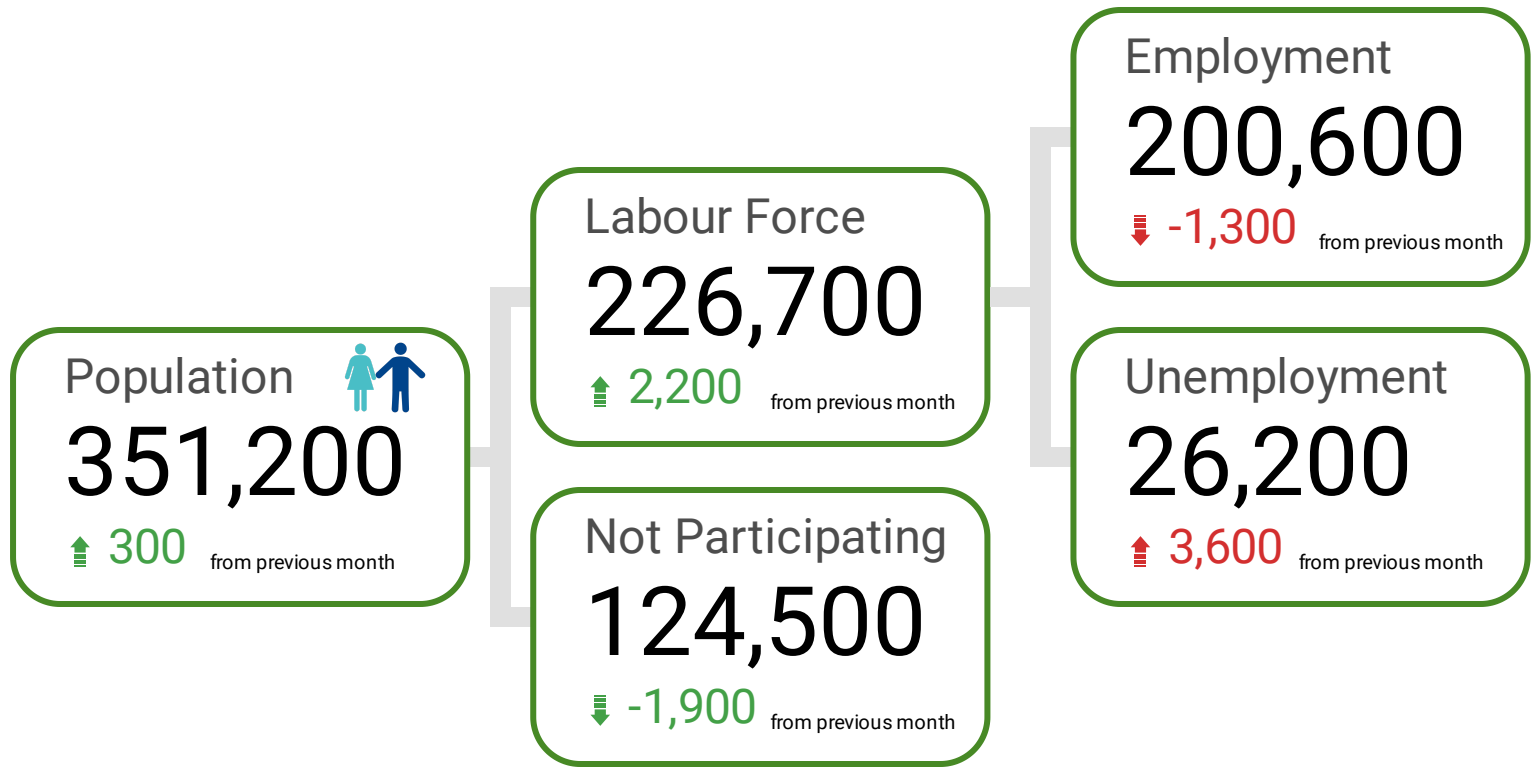 Population
351,200
300 from previous month
Labour Force
226,700
2,200 from previous month
Not Participating
124,500
-1,900 from previous month
Employment
200,600
-1,300 from previous month
Unemployment
26,200
3,600 from previous month